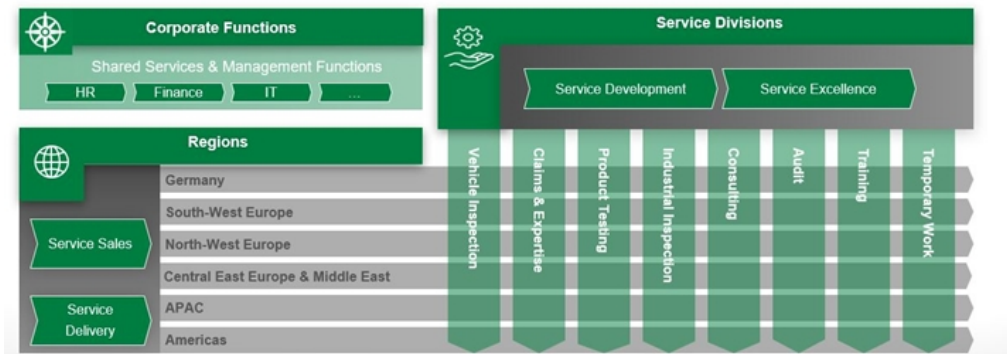 Corporate Functions
Shared Services & Management Functions
HR
Finance
IT
...
Service Divisions
Service Development
Service Excellence
Regions
Germany
South-West Europe
North-West Europe
Central East Europe & Middle East
APAC
Americas
Service Sales
Service
Delivery
Vehicle Inspection
Claims & Expertise
Product Testing
Industrial Inspection
Consulting
Audit
Training
Temporary Work